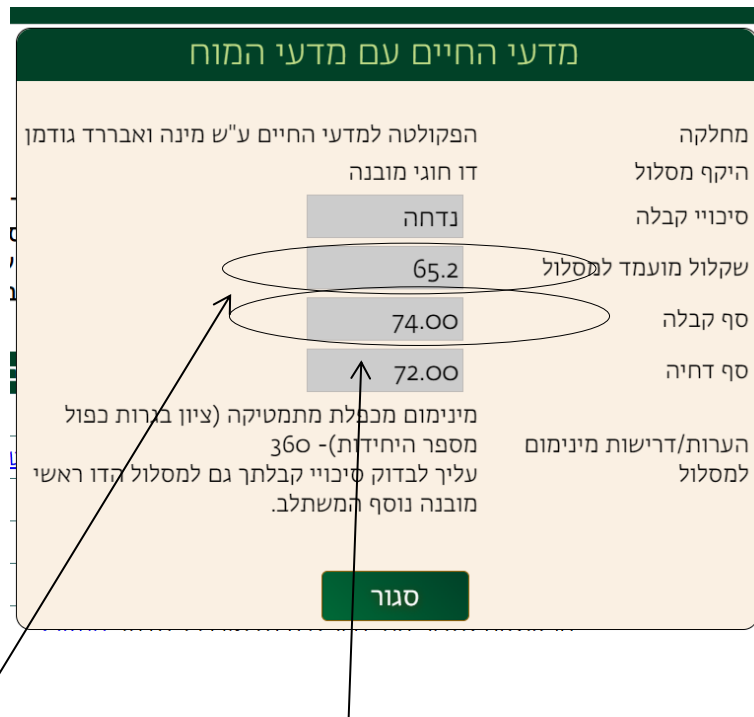 מדעי החיים עם מדעי המוח
מחלקה הפקולטה למדעי החיים ע"ש מינה ואבררד גודמן
היקף מסלול דו חוגי מובנה
סיכויי קבלה נדחה
שקלול מועמד למסלול 65.2
סף קבלה 74.00
סף דחיה 72.00
הערות/דרישות מינימום למסלול
מינימום מכפלת מתמטיקה (ציון בגרות כפול
מספר היחידות)- 360
עליך לבדוק סיכויי קבלתך גם למסלול הדו ראשי
מובנה נוסף המשתלב.
סגור